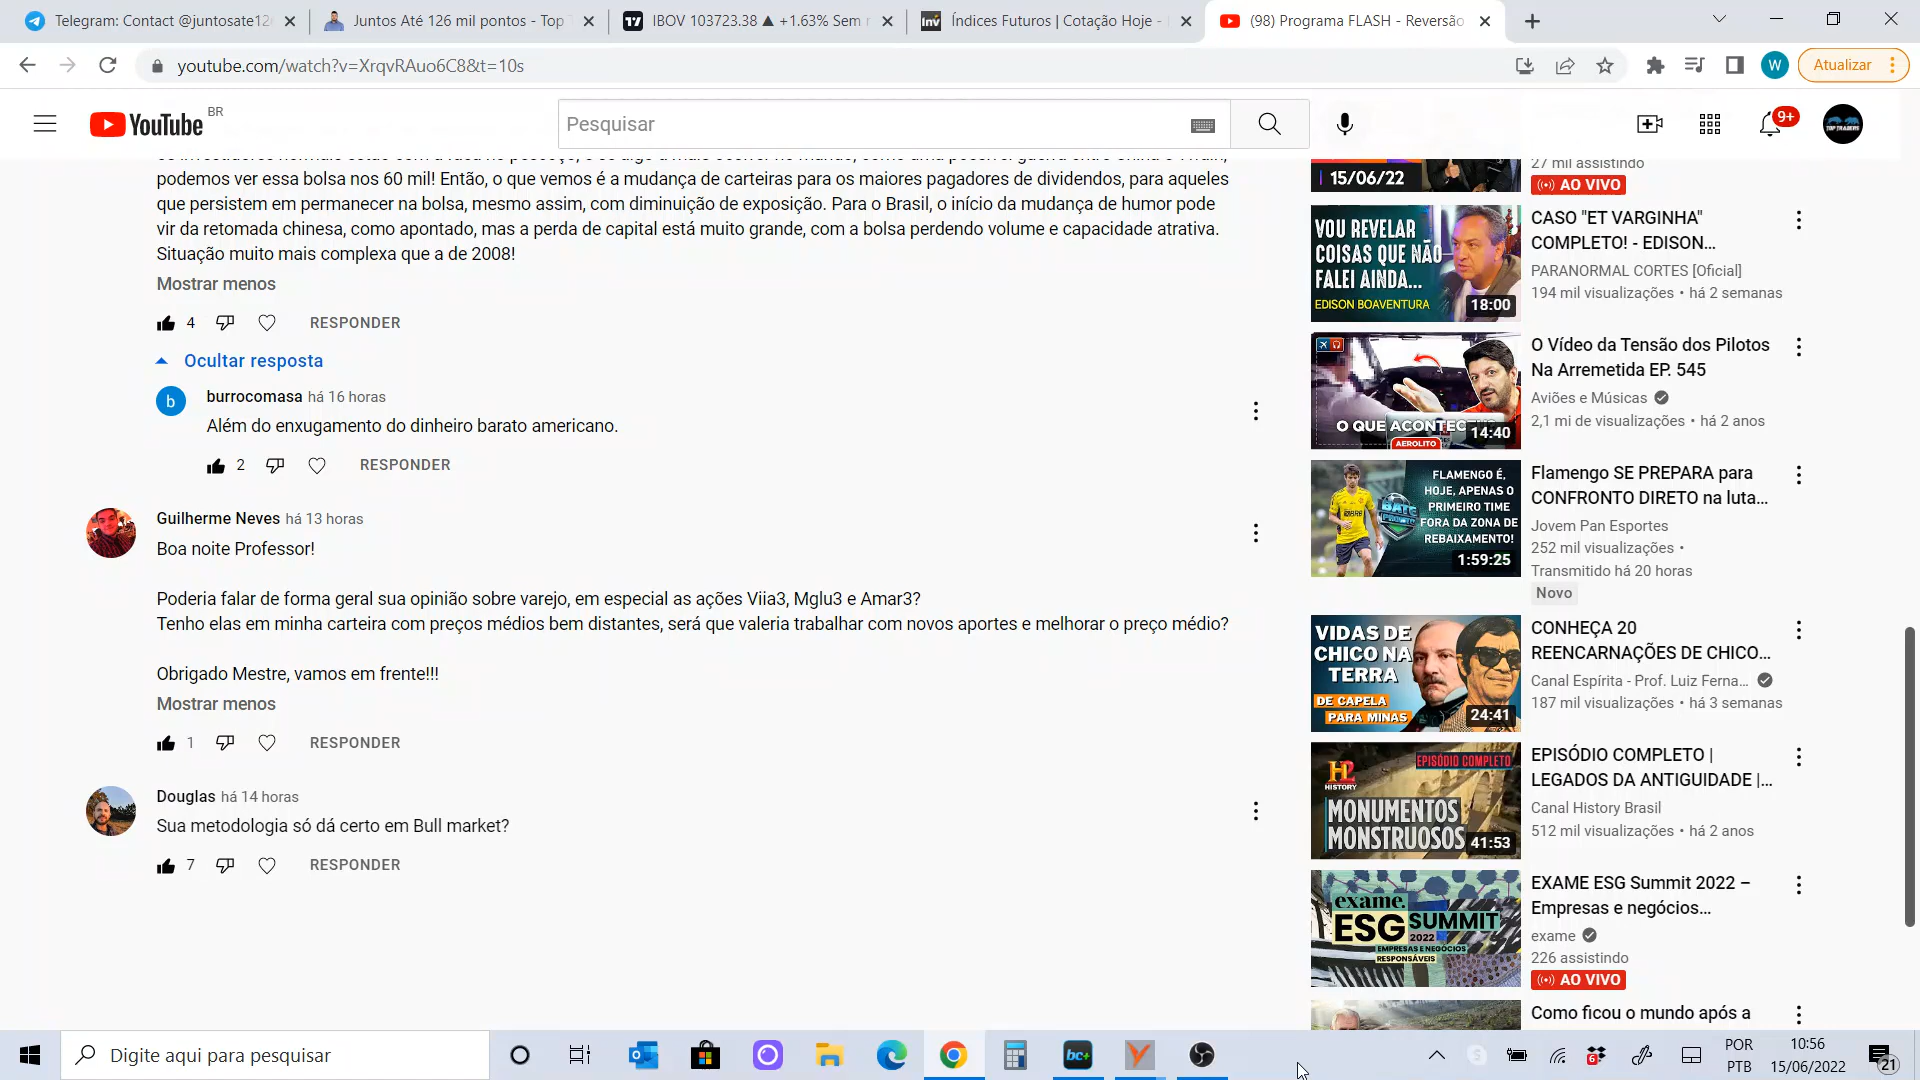 Telegram: Contact @juntosate12
Juntos Até 126 mil pontos - Top
IBOV 103723.38 ▲ +1.63% Sem
Índices Futuros | Cotação Hoje -
(98) Programa FLASH - Reversão
youtube.com/watch?v=XrqvRAuo6C8&t=10s
W
Atualizar
YouTube BR
Pesquisar
9+
TOP TRADERS
podemos ver essa bolsa nos 60 mil! Então, o que vemos é a mudança de carteiras para os maiores pagadores de dividendos, para aqueles
que persistem em permanecer na bolsa, mesmo assim, com diminuição de exposição. Para o Brasil, o início da mudança de humor pode
vir da retomada chinesa, como apontado, mas a perda de capital está muito grande, com a bolsa perdendo volume e capacidade atrativa.
Situação muito mais complexa que a de 2008!
Mostrar menos
4 RESPONDER
Ocultar resposta
b
burrocomasa há 16 horas
Além do enxugamento do dinheiro barato americano.
2 RESPONDER
Guilherme Neves há 13 horas
Boa noite Professor!
Poderia falar de forma geral sua opinião sobre varejo, em especial as ações Viia3, Mglu3 e Amar3?
Tenho elas em minha carteira com preços médios bem distantes, será que valeria trabalhar com novos aportes e melhorar o preço médio?
Obrigado Mestre, vamos em frente!!!
Mostrar menos
1 RESPONDER
Douglas há 14 horas
Sua metodologia só dá certo em Bull market?
7 RESPONDER
15/06/22
27 mil assistindo
AO VIVO
VOU REVELAR
COISAS QUE NÃO
FALEI AINDA...
EDISON BOAVENTURA
18:00
CASO "ET VARGINHA"
COMPLETO! - EDISON...
PARANORMAL CORTES [Oficial]
194 mil visualizações • há 2 semanas
O QUE ACONTEC
AEROLITO
14:40
O Vídeo da Tensão dos Pilotos
Na Arremetida EP. 545
Aviões e Músicas
2,1 mi de visualizações • há 2 anos
FLAMENGO É,
HOJE, APENAS O
PRIMEIRO TIME
FORA DA ZONA DE
REBAIXAMENTO!
1:59:25
Flamengo SE PREPARA para
CONFRONTO DIRETO na luta...
Jovem Pan Esportes
252 mil visualizações •
Transmitido há 20 horas
Novo
VIDAS DE
CHICO NA
TERRA
DE CAPELA
PARA MINAS
24:41
CONHEÇA 20
REENCARNAÇÕES DE CHICO...
Canal Espírita - Prof. Luiz Ferna...
187 mil visualizações • há 3 semanas
EPISÓDIO COMPLETO
H2
HISTORY
MONUMENTOS
MONSTRUOSOS
41:53
EPISÓDIO COMPLETO |
LEGADOS DA ANTIGUIDADE |...
Canal History Brasil
512 mil visualizações • há 2 anos
exame.
ESG SUMMIT
2022
EMPRESAS E NEGÓCIOS
RESPONSÁVEIS
EXAME ESG Summit 2022 –
Empresas e negócios...
exame
226 assistindo
AO VIVO
Como ficou o mundo após a
Digite aqui para pesquisar
bc+
6
POR
PTB
10:56
15/06/2022
21